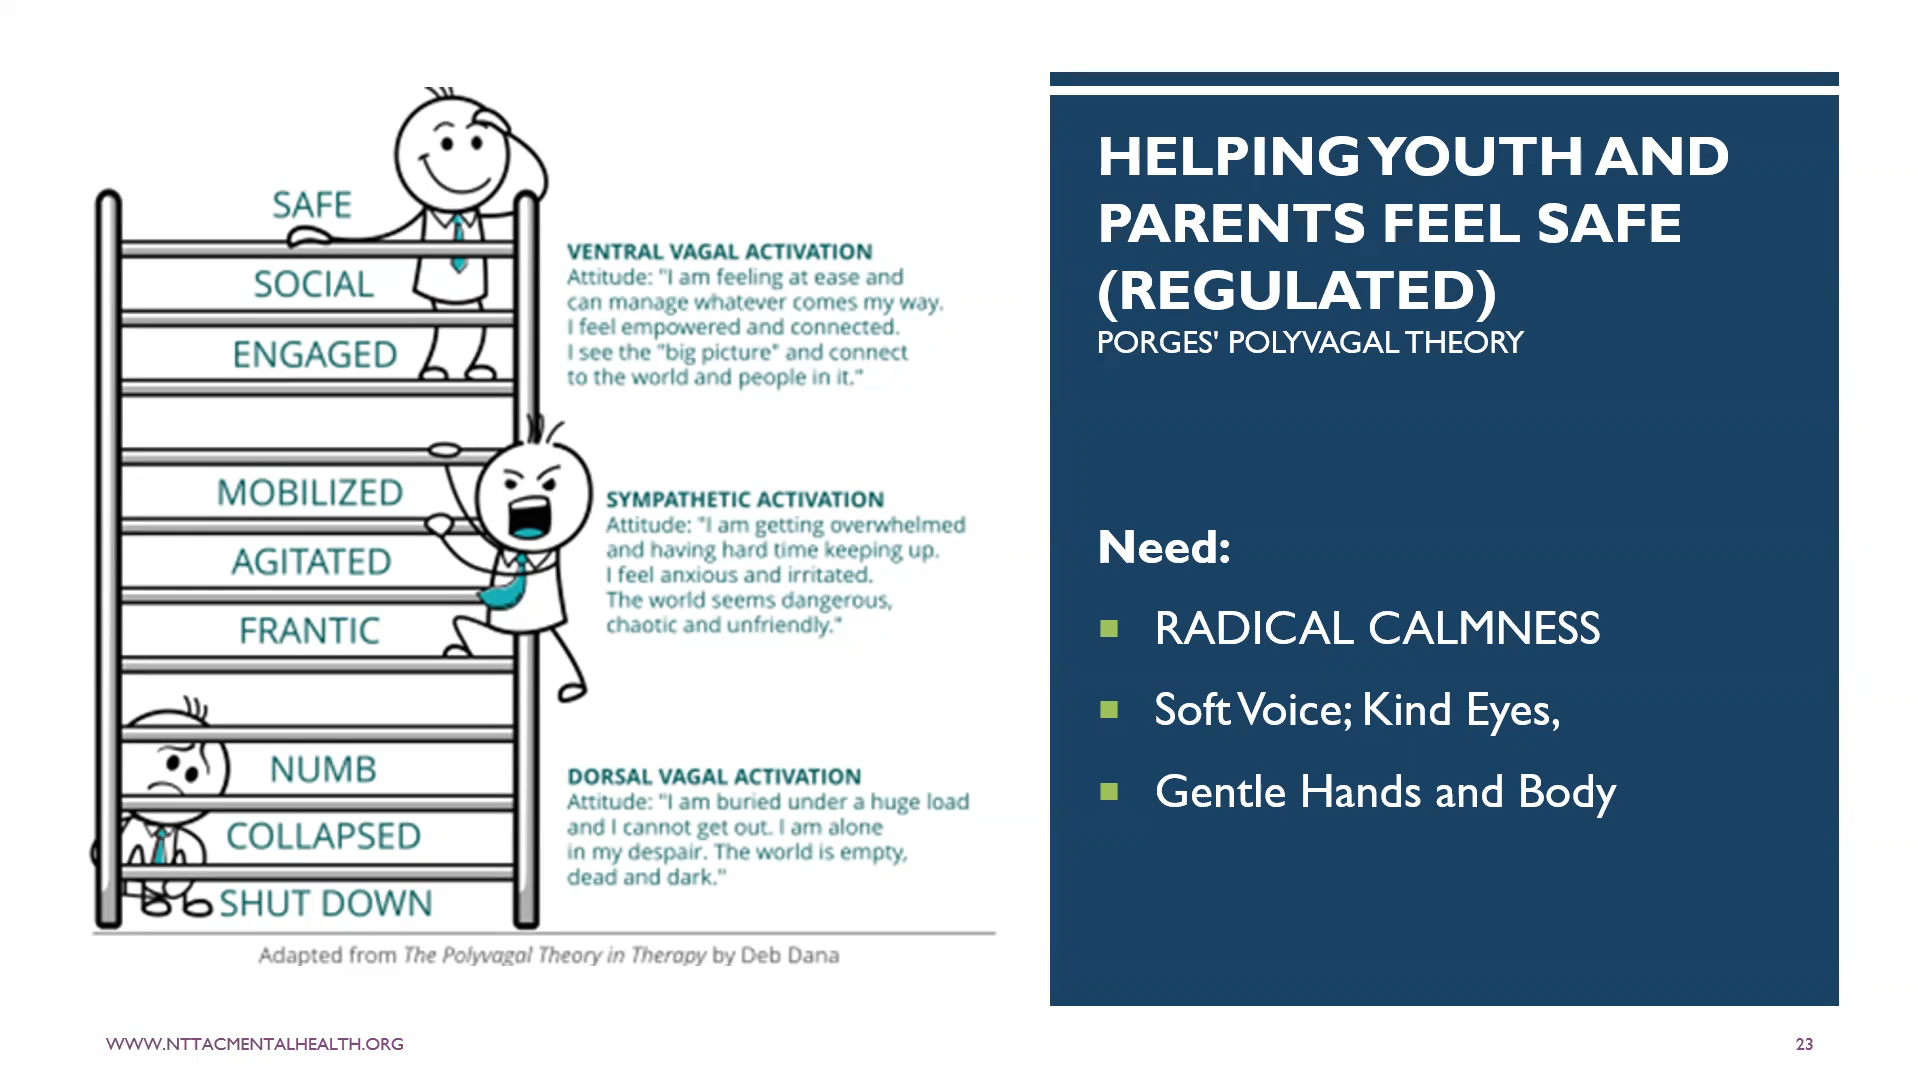 SAFE
SOCIAL
ENGAGED
VENTRAL VAGAL ACTIVATION
Attitude: "I am feeling at ease and
can manage whatever comes my way.
I feel empowered and connected.
I see the "big picture" and connect
to the world and people in it."
MOBILIZED
AGITATED
FRANTIC
SYMPATHETIC ACTIVATION
Attitude: "I am getting overwhelmed
and having hard time keeping up.
I feel anxious and irritated.
The world seems dangerous,
chaotic and unfriendly."
NUMB
COLLAPSED
SHUT DOWN
DORSAL VAGAL ACTIVATION
Attitude: "I am buried under a huge load
and I cannot get out. I am alone
in my despair. The world is empty,
dead and dark."
Adapted from The Polyvagal Theory in Therapy by Deb Dana
HELPING YOUTH AND
PARENTS FEEL SAFE
(REGULATED)
PORGES' POLYVAGAL THEORY
Need:
RADICAL CALMNESS
Soft Voice; Kind Eyes,
Gentle Hands and Body
WWW.NTTACMENTALHEALTH.ORG
23